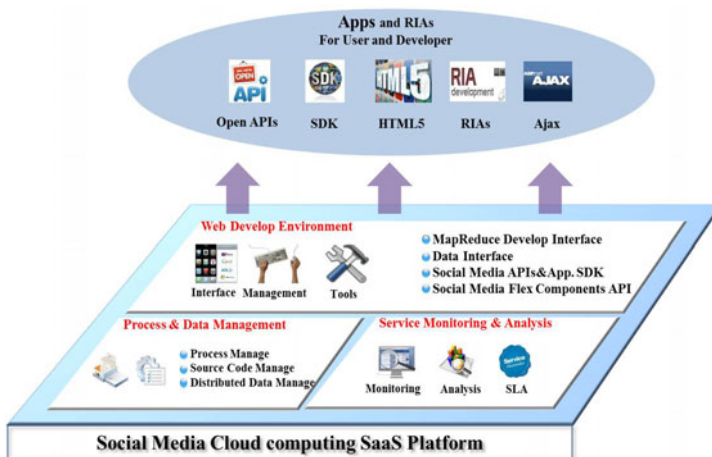 Apps and RIAs
For User and Developer
OPEN
API
SDK
HTML5
RIA
development
AJAX
Open APIs SDK HTML5 RIAs Ajax
Web Develop Environment
MapReduce Develop Interface
Data Interface
Social Media APIs&App. SDK
Social Media Flex Components API
Interface Management Tools
Process & Data Management
Process Manage
Source Code Manage
Distributed Data Manage
Service Monitoring & Analysis
Service
Monitoring Analysis SLA
Social Media Cloud computing SaaS Platform